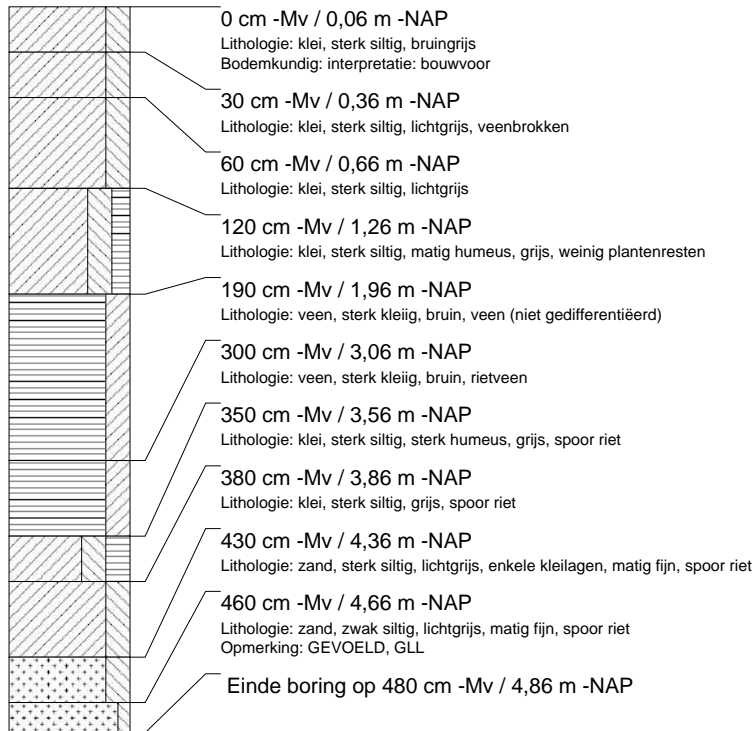 0 cm -Mv / 0,06 m -NAP
Lithologie: klei, sterk siltig, bruingrijs
Bodemkundig: interpretatie: bouwvoor
30 cm -Mv / 0,36 m -NAP
Lithologie: klei, sterk siltig, lichtgrijs, veenbrokken
60 cm -Mv / 0,66 m -NAP
Lithologie: klei, sterk siltig, lichtgrijs
120 cm -Mv / 1,26 m -NAP
Lithologie: klei, sterk siltig, matig humeus, grijs, weinig plantenresten
190 cm -Mv / 1,96 m -NAP
Lithologie: veen, sterk kleiig, bruin, veen (niet gedifferentiëerd)
300 cm -Mv / 3,06 m -NAP
Lithologie: veen, sterk kleiig, bruin, rietveen
350 cm -Mv / 3,56 m -NAP
Lithologie: klei, sterk siltig, sterk humeus, grijs, spoor riet
380 cm -Mv / 3,86 m -NAP
Lithologie: klei, sterk siltig, grijs, spoor riet
430 cm -Mv / 4,36 m -NAP
Lithologie: zand, sterk siltig, lichtgrijs, enkele kleilagen, matig fijn, spoor riet
460 cm -Mv / 4,66 m -NAP
Lithologie: zand, zwak siltig, lichtgrijs, matig fijn, spoor riet
Opmerking: GEVOELD, GLL
Einde boring op 480 cm -Mv / 4,86 m -NAP